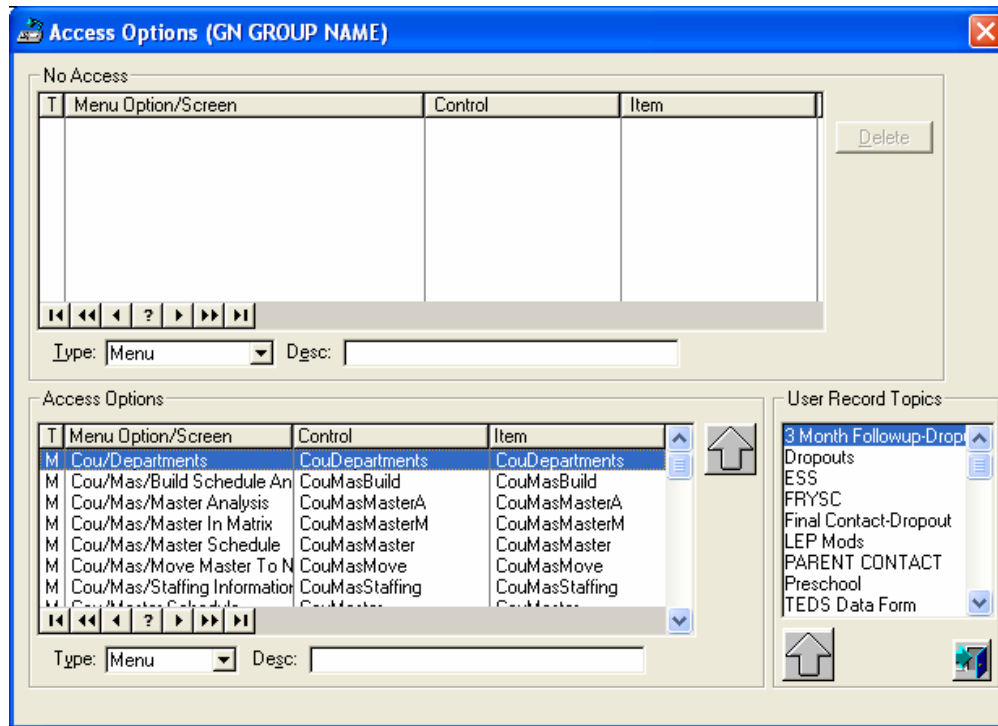 Access Options (GN GROUP NAME)
No Access
T Menu Option/Screen Control Item
Delete
?
Type: Menu Desc:
Access Options
T Menu Option/Screen Control Item
M Cou/Departments CouDepartments CouDepartments
M Cou/Mas/Build Schedule An CouMasBuild CouMasBuild
M Cou/Mas/Master Analysis CouMasMasterA CouMasMasterA
M Cou/Mas/Master In Matrix CouMasMasterM CouMasMasterM
M Cou/Mas/Master Schedule CouMasMaster CouMasMaster
M Cou/Mas/Move Master To N CouMasMove CouMasMove
M Cou/Mas/Staffing Information CouMasStaffing CouMasStaffing
?
Type: Menu Desc:
User Record Topics
3 Month Followup-Drop
Dropouts
ESS
FRYSC
Final Contact-Dropout
LEP Mods
PARENT CONTACT
Preschool
TEDS Data Form